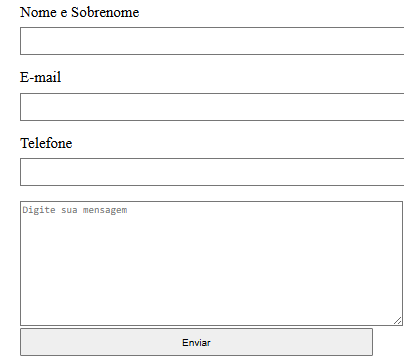 Nome e Sobrenome
E-mail
Telefone
Digite sua mensagem
Enviar